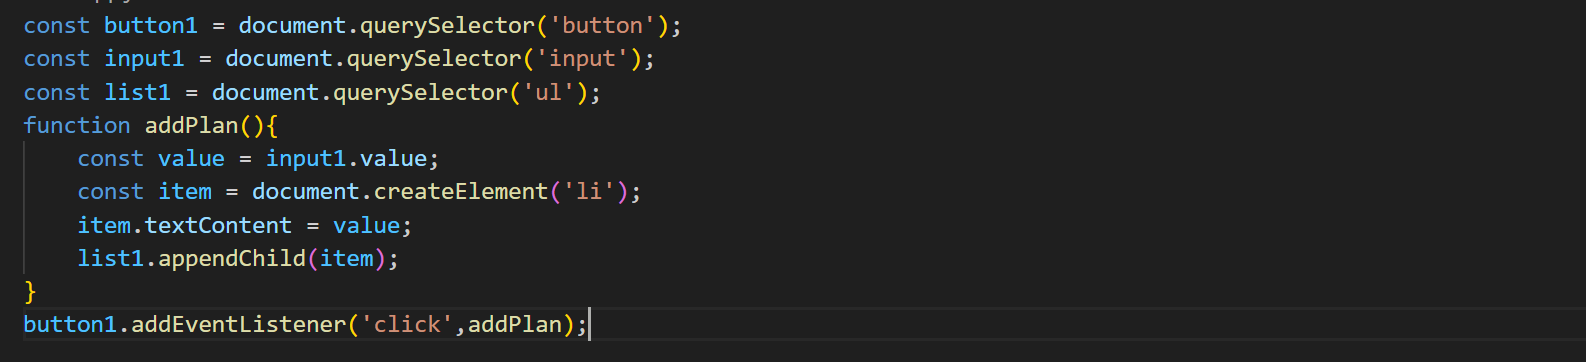 const button1 = document.querySelector('button');
const input1 = document.querySelector('input');
const list1 = document.querySelector('ul');
function addPlan(){
    const value = input1.value;
    const item = document.createElement('li');
    item.textContent = value;
    list1.appendChild(item);
}
button1.addEventListener('click',addPlan);